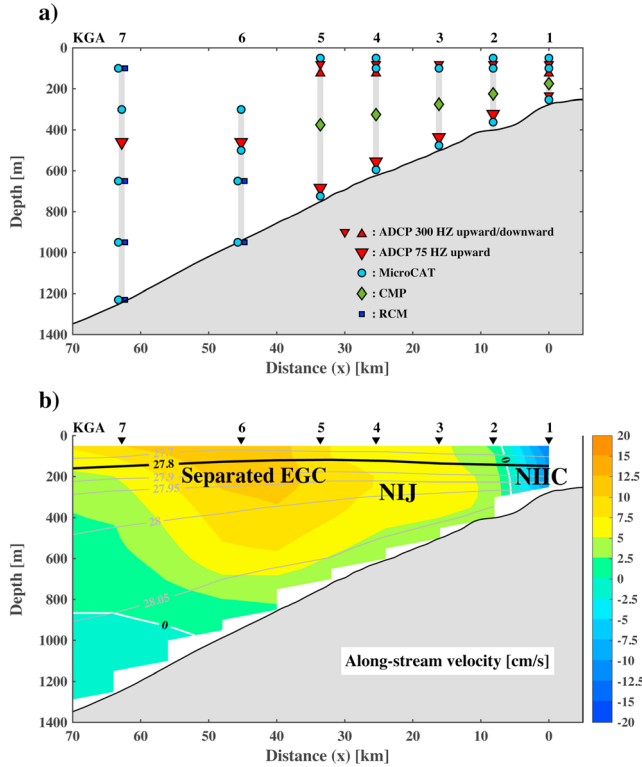 a)
KGA 7 6 5 4 3 2 1
0
200
400
600
800
1000
1200
1400
Depth [m]
: ADCP 300 HZ upward/downward
: ADCP 75 HZ upward
: MicroCAT
: CMP
: RCM
70 60 50 40 30 20 10 0
Distance (x) [km]
b)
KGA 7 6 5 4 3 2 1
0
200
400
600
800
1000
1200
1400
Depth [m]
27.8
27.9
27.95
28
28.05
0
0
Separated EGC
NIJ
NIIC
Along-stream velocity [cm/s]
20
15
12.5
10
7.5
5
2.5
0
-2.5
-5
-7.5
-10
-12.5
-15
-20
70 60 50 40 30 20 10 0
Distance (x) [km]